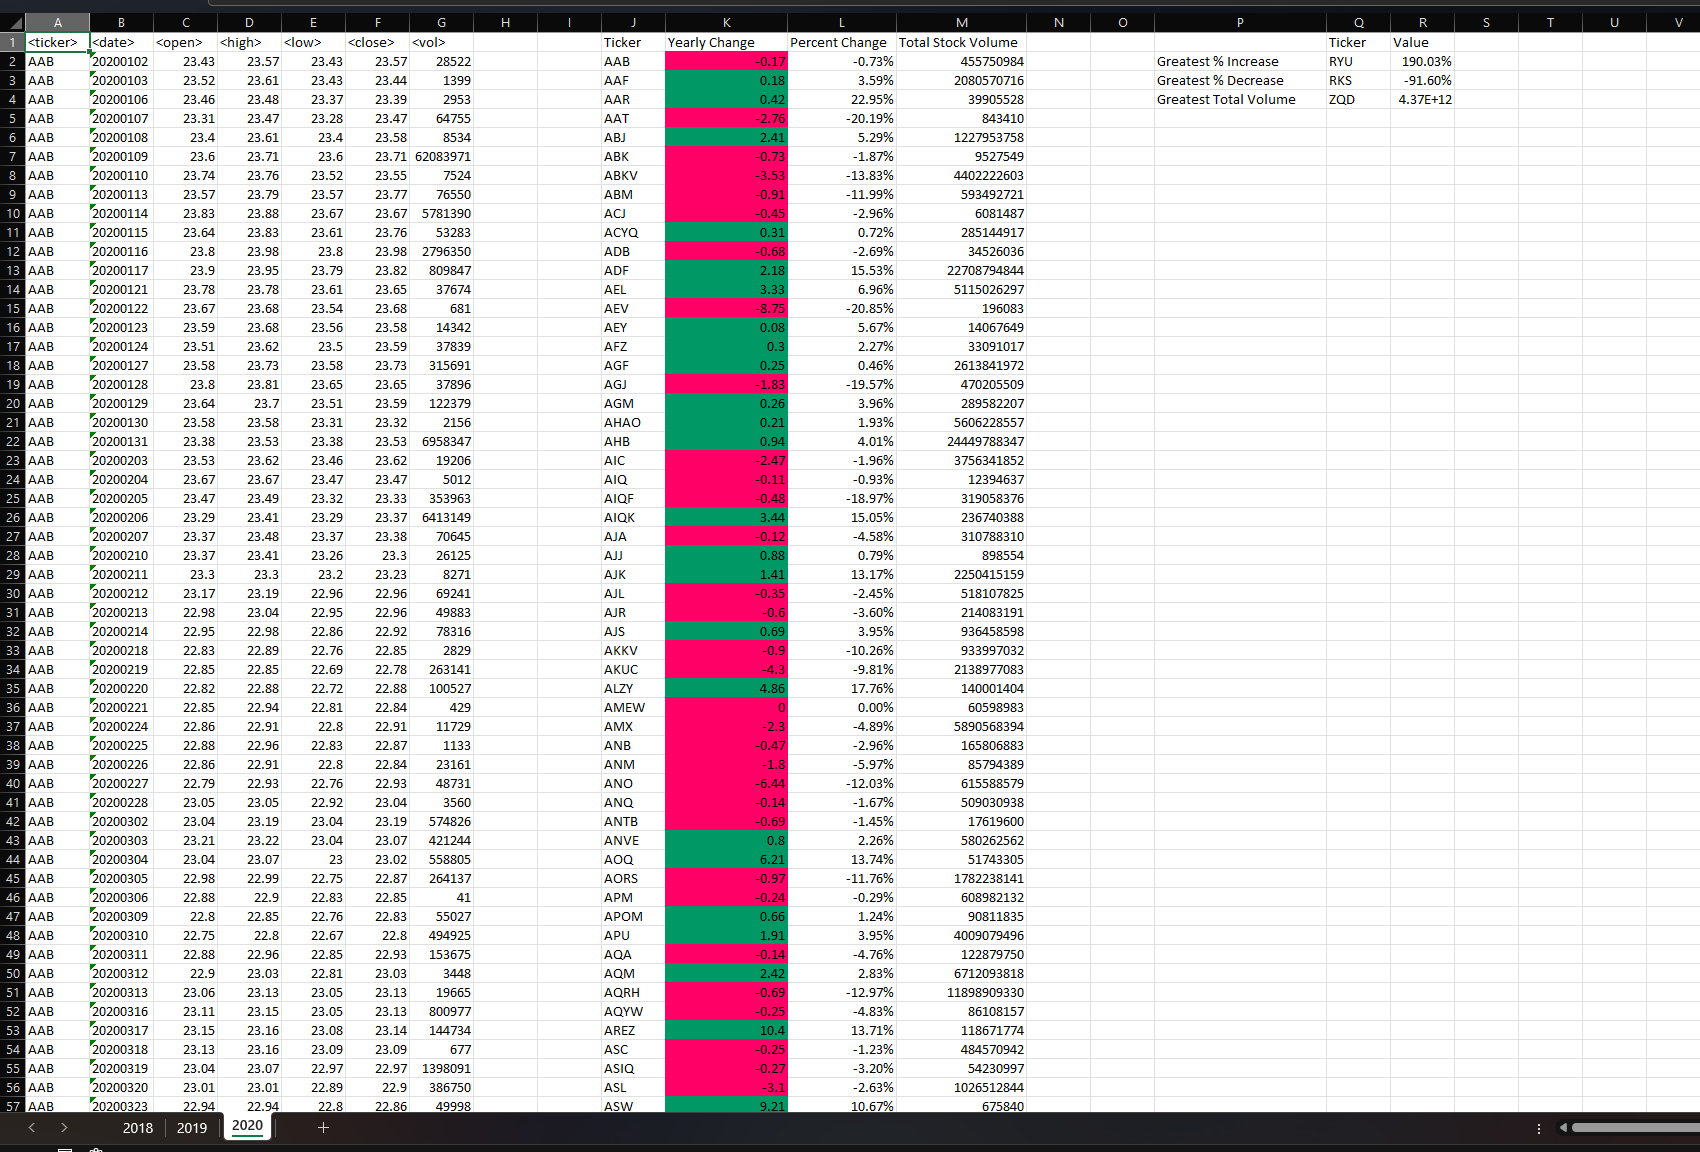 A B C D E F G H I J K L M N O P Q R S T U V
1 <ticker> <date> <open> <high> <low> <close> <vol> Ticker Yearly Change Percent Change Total Stock Volume Ticker Value
2 AAB 20200102 23.43 23.57 23.43 23.57 28522 AAB -0.17 -0.73% 455750984 Greatest % Increase RYU 190.03%
3 AAB 20200103 23.52 23.61 23.43 23.44 1399 AAF 0.18 3.59% 2080570716 Greatest % Decrease RKS -91.60%
4 AAB 20200106 23.46 23.48 23.37 23.39 2953 AAR 0.42 22.95% 39905528 Greatest Total Volume ZQD 4.37E+12
5 AAB 20200107 23.31 23.47 23.28 23.47 64755 AAT -2.76 -20.19% 843410
6 AAB 20200108 23.4 23.61 23.4 23.58 8534 ABJ 2.41 5.29% 1227953758
7 AAB 20200109 23.6 23.71 23.6 23.71 62083971 ABK -0.73 -1.87% 9527549
8 AAB 20200110 23.74 23.76 23.52 23.55 7524 ABKV -3.53 -13.83% 4402222603
9 AAB 20200113 23.57 23.79 23.57 23.77 76550 ABM -0.91 -11.99% 593492721
10 AAB 20200114 23.83 23.88 23.67 23.67 5781390 ACJ -0.45 -2.96% 6081487
11 AAB 20200115 23.64 23.83 23.61 23.76 53283 ACYQ 0.31 0.72% 285144917
12 AAB 20200116 23.8 23.98 23.8 23.98 2796350 ADB -0.68 -2.69% 34526036
13 AAB 20200117 23.9 23.95 23.79 23.82 809847 ADF 2.18 15.53% 22708794844
14 AAB 20200121 23.78 23.78 23.61 23.65 37674 AEL 3.33 6.96% 5115026297
15 AAB 20200122 23.67 23.68 23.54 23.68 681 AEV -8.75 -20.85% 196083
16 AAB 20200123 23.59 23.68 23.56 23.58 14342 AEY 0.08 5.67% 14067649
17 AAB 20200124 23.51 23.62 23.5 23.59 37839 AFZ 0.3 2.27% 33091017
18 AAB 20200127 23.58 23.73 23.58 23.73 315691 AGF 0.25 0.46% 2613841972
19 AAB 20200128 23.8 23.81 23.65 23.65 37896 AGJ -1.83 -19.57% 470205509
20 AAB 20200129 23.64 23.7 23.51 23.59 122379 AGM 0.26 3.96% 289582207
21 AAB 20200130 23.58 23.58 23.31 23.32 2156 AHAO 0.21 1.93% 5606228557
22 AAB 20200131 23.38 23.53 23.38 23.53 6958347 AHB 0.94 4.01% 24449788347
23 AAB 20200203 23.53 23.62 23.46 23.62 19206 AIC -2.47 -1.96% 3756341852
24 AAB 20200204 23.67 23.67 23.47 23.47 5012 AIQ -0.11 -0.93% 12394637
25 AAB 20200205 23.47 23.49 23.32 23.33 353963 AIQF -0.48 -18.97% 319058376
26 AAB 20200206 23.29 23.41 23.29 23.37 6413149 AIQK 3.44 15.05% 236740388
27 AAB 20200207 23.37 23.48 23.37 23.38 70645 AJA -0.12 -4.58% 310788310
28 AAB 20200210 23.37 23.41 23.26 23.3 26125 AJJ 0.88 0.79% 898554
29 AAB 20200211 23.3 23.3 23.2 23.23 8271 AJK 1.41 13.17% 2250415159
30 AAB 20200212 23.17 23.19 22.96 22.96 69241 AJL -0.35 -2.45% 518107825
31 AAB 20200213 22.98 23.04 22.95 22.96 49883 AJR -0.6 -3.60% 214083191
32 AAB 20200214 22.95 22.98 22.86 22.92 78316 AJS 0.69 3.95% 936458598
33 AAB 20200218 22.83 22.89 22.76 22.85 2829 AKKV -0.9 -10.26% 933997032
34 AAB 20200219 22.85 22.85 22.69 22.78 263141 AKUC -4.3 -9.81% 2138977083
35 AAB 20200220 22.82 22.88 22.72 22.88 100527 ALZY 4.86 17.76% 140001404
36 AAB 20200221 22.85 22.94 22.81 22.84 429 AMEW 0 0.00% 60598983
37 AAB 20200224 22.86 22.91 22.8 22.91 11729 AMX -2.3 -4.89% 5890568394
38 AAB 20200225 22.88 22.96 22.83 22.87 1133 ANB -0.47 -2.96% 165806883
39 AAB 20200226 22.86 22.91 22.8 22.84 23161 ANM -1.8 -5.97% 85794389
40 AAB 20200227 22.79 22.93 22.76 22.93 48731 ANO -6.44 -12.03% 615588579
41 AAB 20200228 23.05 23.05 22.92 23.04 3560 ANQ -0.14 -1.67% 509030938
42 AAB 20200302 23.04 23.19 23.04 23.19 574826 ANTB -0.69 -1.45% 17619600
43 AAB 20200303 23.21 23.22 23.04 23.07 421244 ANVE 0.8 2.26% 580262562
44 AAB 20200304 23.04 23.07 23 23.02 558805 AOQ 6.21 13.74% 51743305
45 AAB 20200305 22.98 22.99 22.75 22.87 264137 AORS -0.97 -11.76% 1782238141
46 AAB 20200306 22.88 22.9 22.83 22.85 41 APM -0.24 -0.29% 608982132
47 AAB 20200309 22.8 22.85 22.76 22.83 55027 APOM 0.66 1.24% 90811835
48 AAB 20200310 22.75 22.8 22.67 22.8 494925 APU 1.91 3.95% 4009079496
49 AAB 20200311 22.88 22.96 22.85 22.93 153675 AQA -0.14 -4.76% 122879750
50 AAB 20200312 22.9 23.03 22.81 23.03 3448 AQM 2.42 2.83% 6712093818
51 AAB 20200313 23.06 23.13 23.05 23.13 19665 AQRH -0.69 -12.97% 11898909330
52 AAB 20200316 23.11 23.15 23.05 23.13 800977 AQYW -0.25 -4.83% 86108157
53 AAB 20200317 23.15 23.16 23.08 23.14 144734 AREZ 10.4 13.71% 118671774
54 AAB 20200318 23.13 23.16 23.09 23.09 677 ASC -0.25 -1.23% 484570942
55 AAB 20200319 23.04 23.07 22.97 22.97 1398091 ASIQ -0.27 -3.20% 54230997
56 AAB 20200320 23.01 23.01 22.89 22.9 386750 ASL -3.1 -2.63% 1026512844
57 AAB 20200323 22.94 22.94 22.8 22.86 49998 ASW 9.21 10.67% 675840
2018 2019 2020